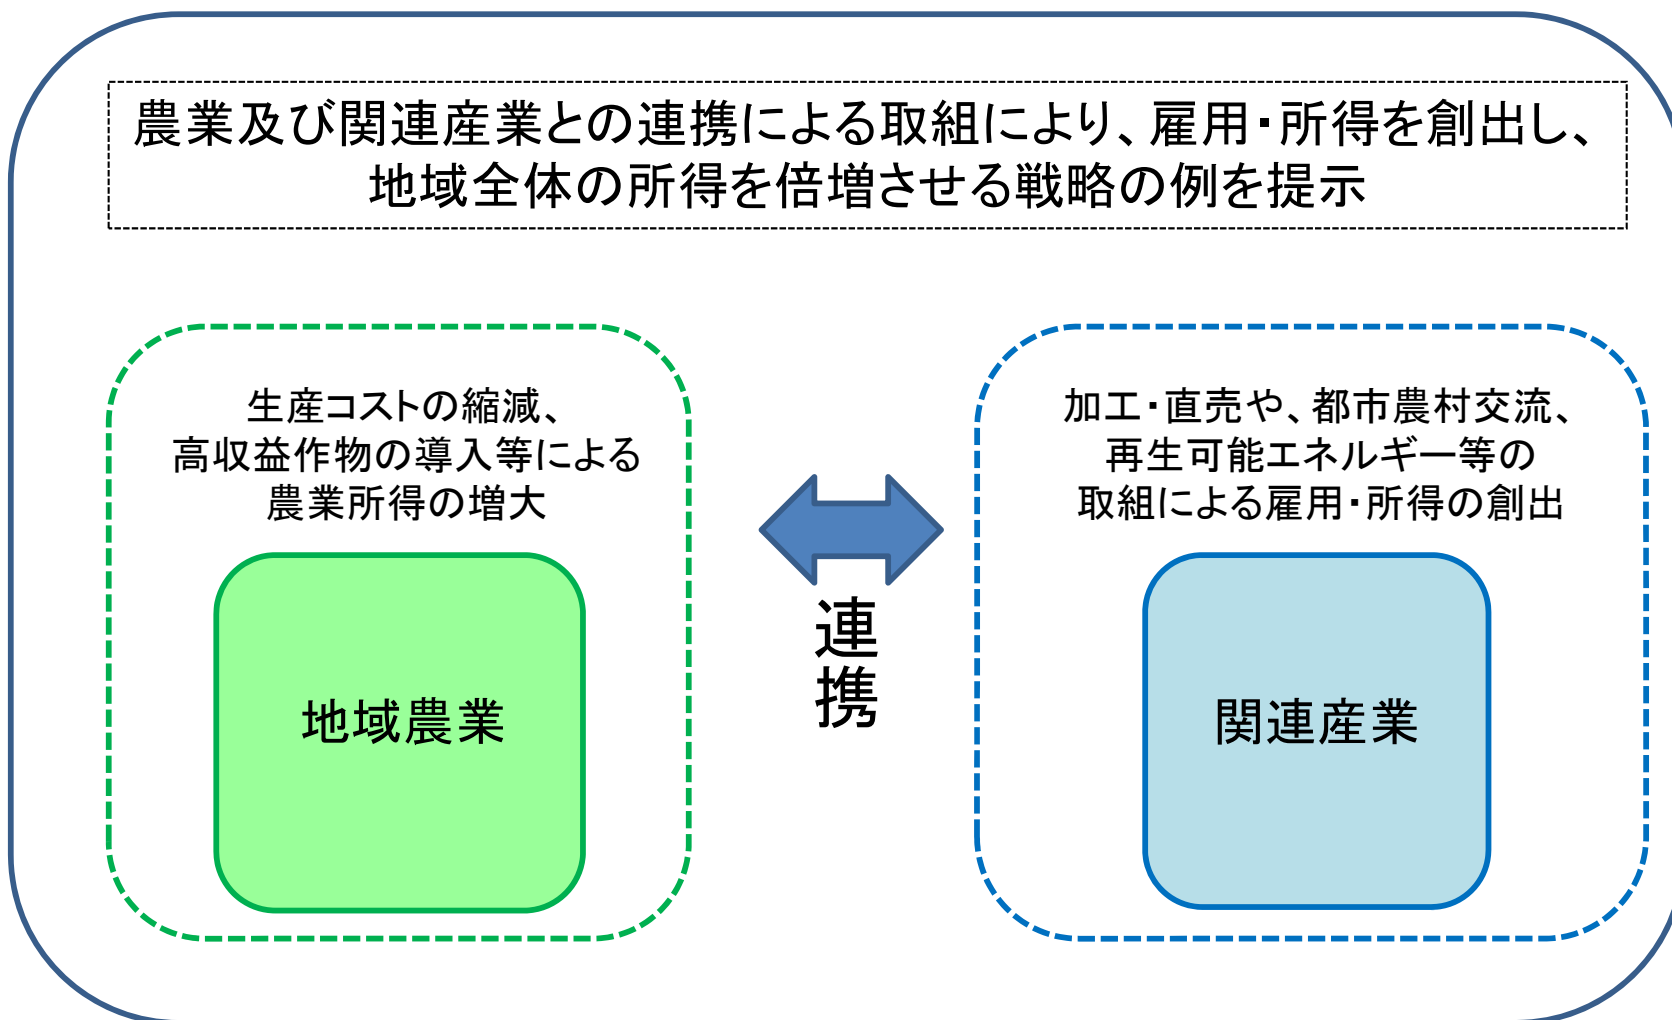 農業及び関連産業との連携による取組により、雇用・所得を創出し、
地域全体の所得を倍増させる戦略の例を提示
生産コストの縮減、
高収益作物の導入等による
農業所得の増大
地域農業
連携
加工・直売や、都市農村交流、
再生可能エネルギー等の
取組による雇用・所得の創出
関連産業